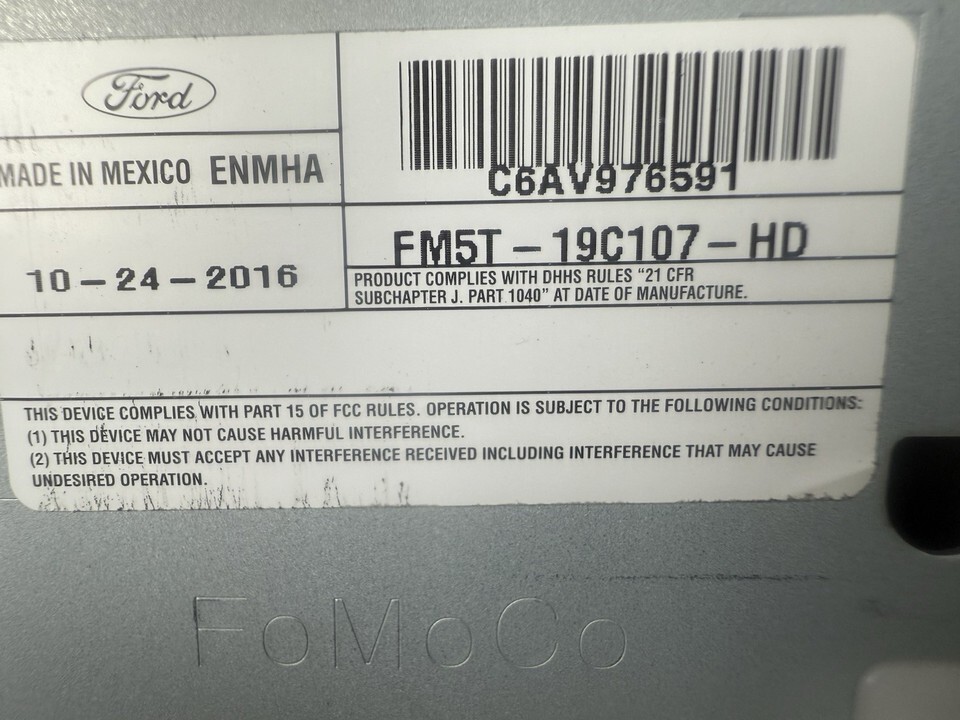 Ford
MADE IN MEXICO ENMHA
C6AV976591
10-24-2016
FM5T-19C107-HD
PRODUCT COMPLIES WITH DHHS RULES "21 CFR
SUBCHAPTER J. PART 1040" AT DATE OF MANUFACTURE.
THIS DEVICE COMPLIES WITH PART 15 OF FCC RULES. OPERATION IS SUBJECT TO THE FOLLOWING CONDITIONS:
(1) THIS DEVICE MAY NOT CAUSE HARMFUL INTERFERENCE.
(2) THIS DEVICE MUST ACCEPT ANY INTERFERENCE RECEIVED INCLUDING INTERFERENCE THAT MAY CAUSE
UNDESIRED OPERATION.
FoMoCo